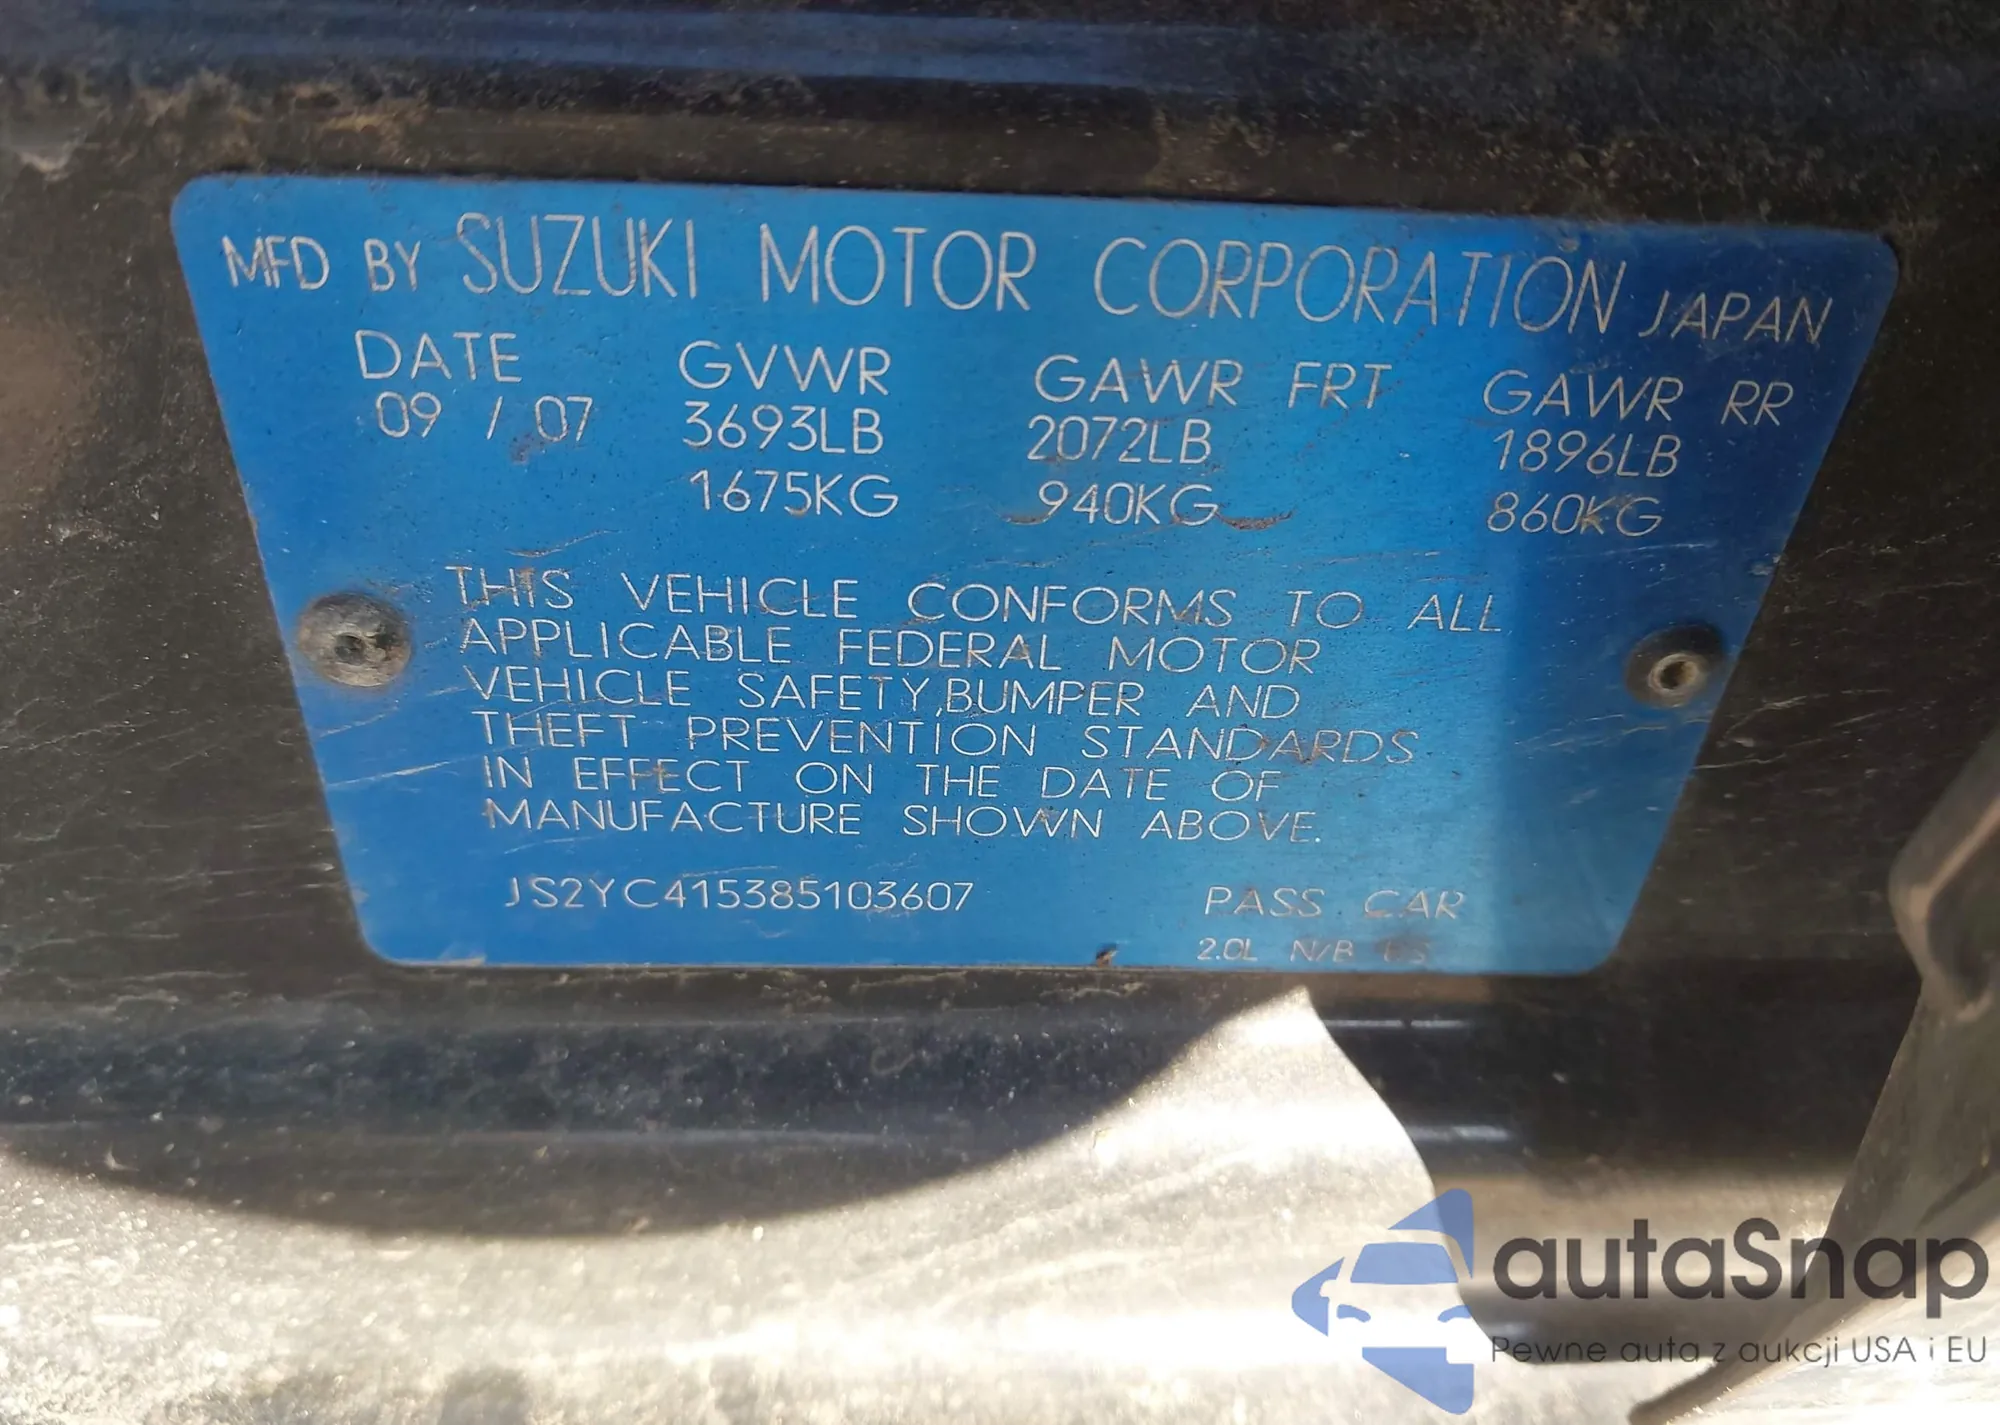 MFD BY SUZUKI MOTOR CORPORATION JAPAN
DATE GVWR GAWR FRT GAWR RR
09 / 07 3693LB 2072LB 1896LB
1675KG 940KG 860KG
THIS VEHICLE CONFORMS TO ALL
APPLICABLE FEDERAL MOTOR
VEHICLE SAFETY,BUMPER AND
THEFT PREVENTION STANDARDS
IN EFFECT ON THE DATE OF
MANUFACTURE SHOWN ABOVE.
JS2YC415385103607 PASS CAR
2.0L N/B
autaSnap
Pewne auta z aukcji USA i EU